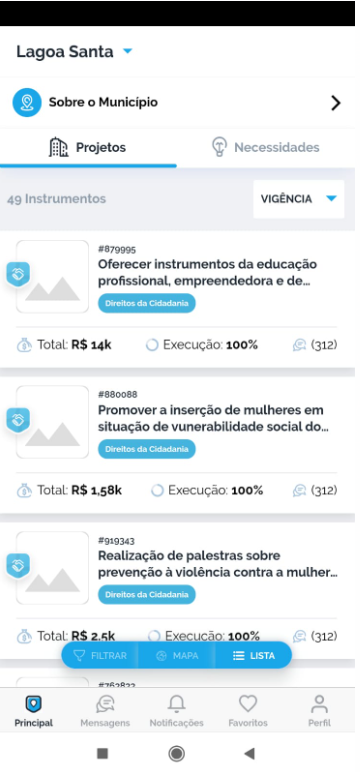 Lagoa Santa
Sobre o Município
Projetos
Necessidades
49 Instrumentos
VIGÊNCIA
#879995
Oferecer instrumentos da educação
profissional, empreendedora e de...
Direitos da Cidadania
Total: R$ 14k
Execução: 100%
(312)
#880088
Promover a inserção de mulheres em
situação de vunerabilidade social do...
Direitos da Cidadania
Total: R$ 1,58k
Execução: 100%
(312)
#919343
Realização de palestras sobre
prevenção à violência contra a mulher...
Direitos da Cidadania
Total: R$ 2,5k
Execução: 100%
(312)
FILTRAR
MAPA
LISTA
Principal
Mensagens
Notificações
Favoritos
Perfil